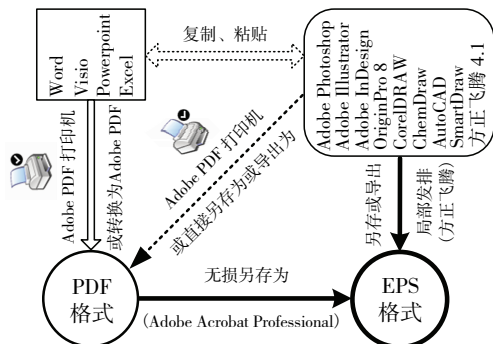 Word
Visio
Powerpoint
Excel
复制、粘贴
Adobe Photoshop
Adobe Illustrator
Adobe InDesign
OriginPro 8
CorelDRAW
ChemDraw
AutoCAD
SmartDraw
方正飞腾 4.1
Adobe PDF 打印机
或转换为Adobe PDF
Adobe PDF 打印机
或直接另存为或导出为
另存或导出
局部发排
(方正飞腾)
PDF
格式
无损另存为
(Adobe Acrobat Professional)
EPS
格式